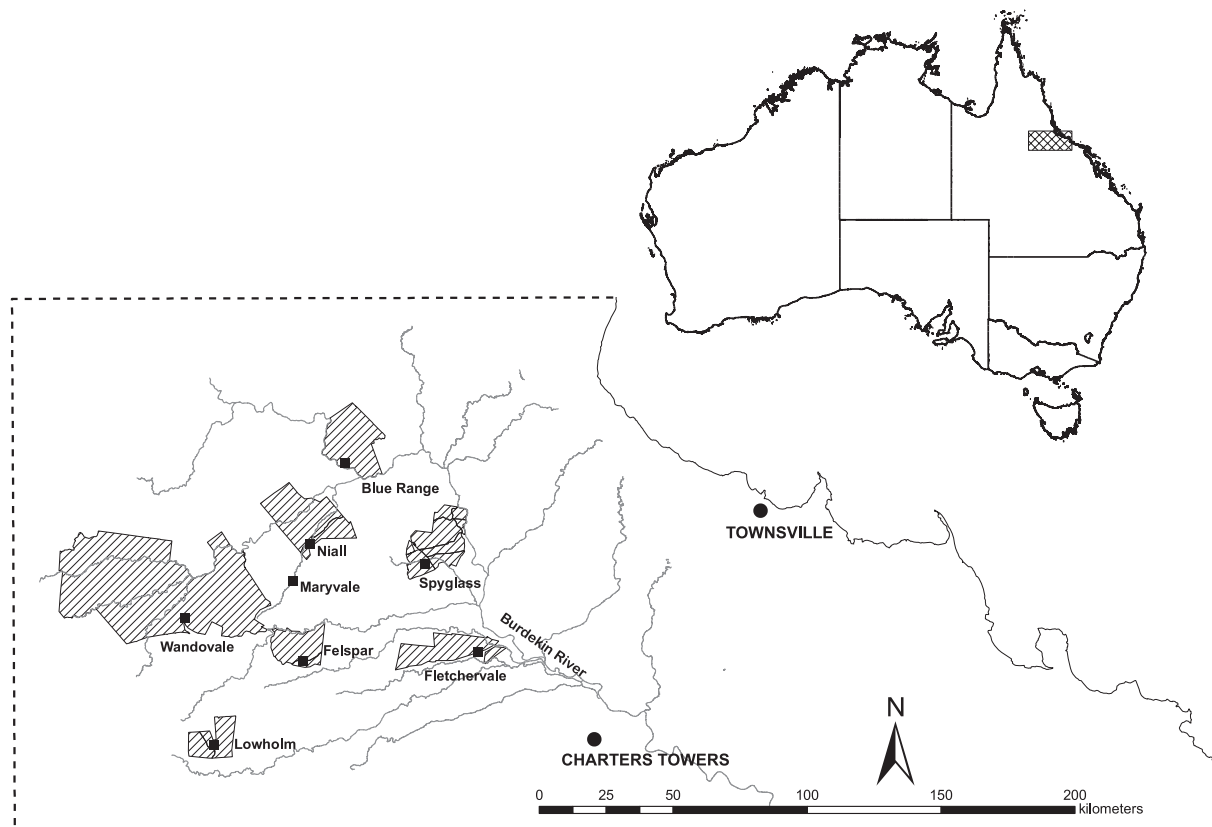 Blue Range
TOWNSVILLE
Niall
Maryvale
Spyglass
Wandovale
Felspar
Burdekin River
Fletchervale
Lowholm
N
CHARTERS TOWERS
0 25 50 100 150 200
kilometers